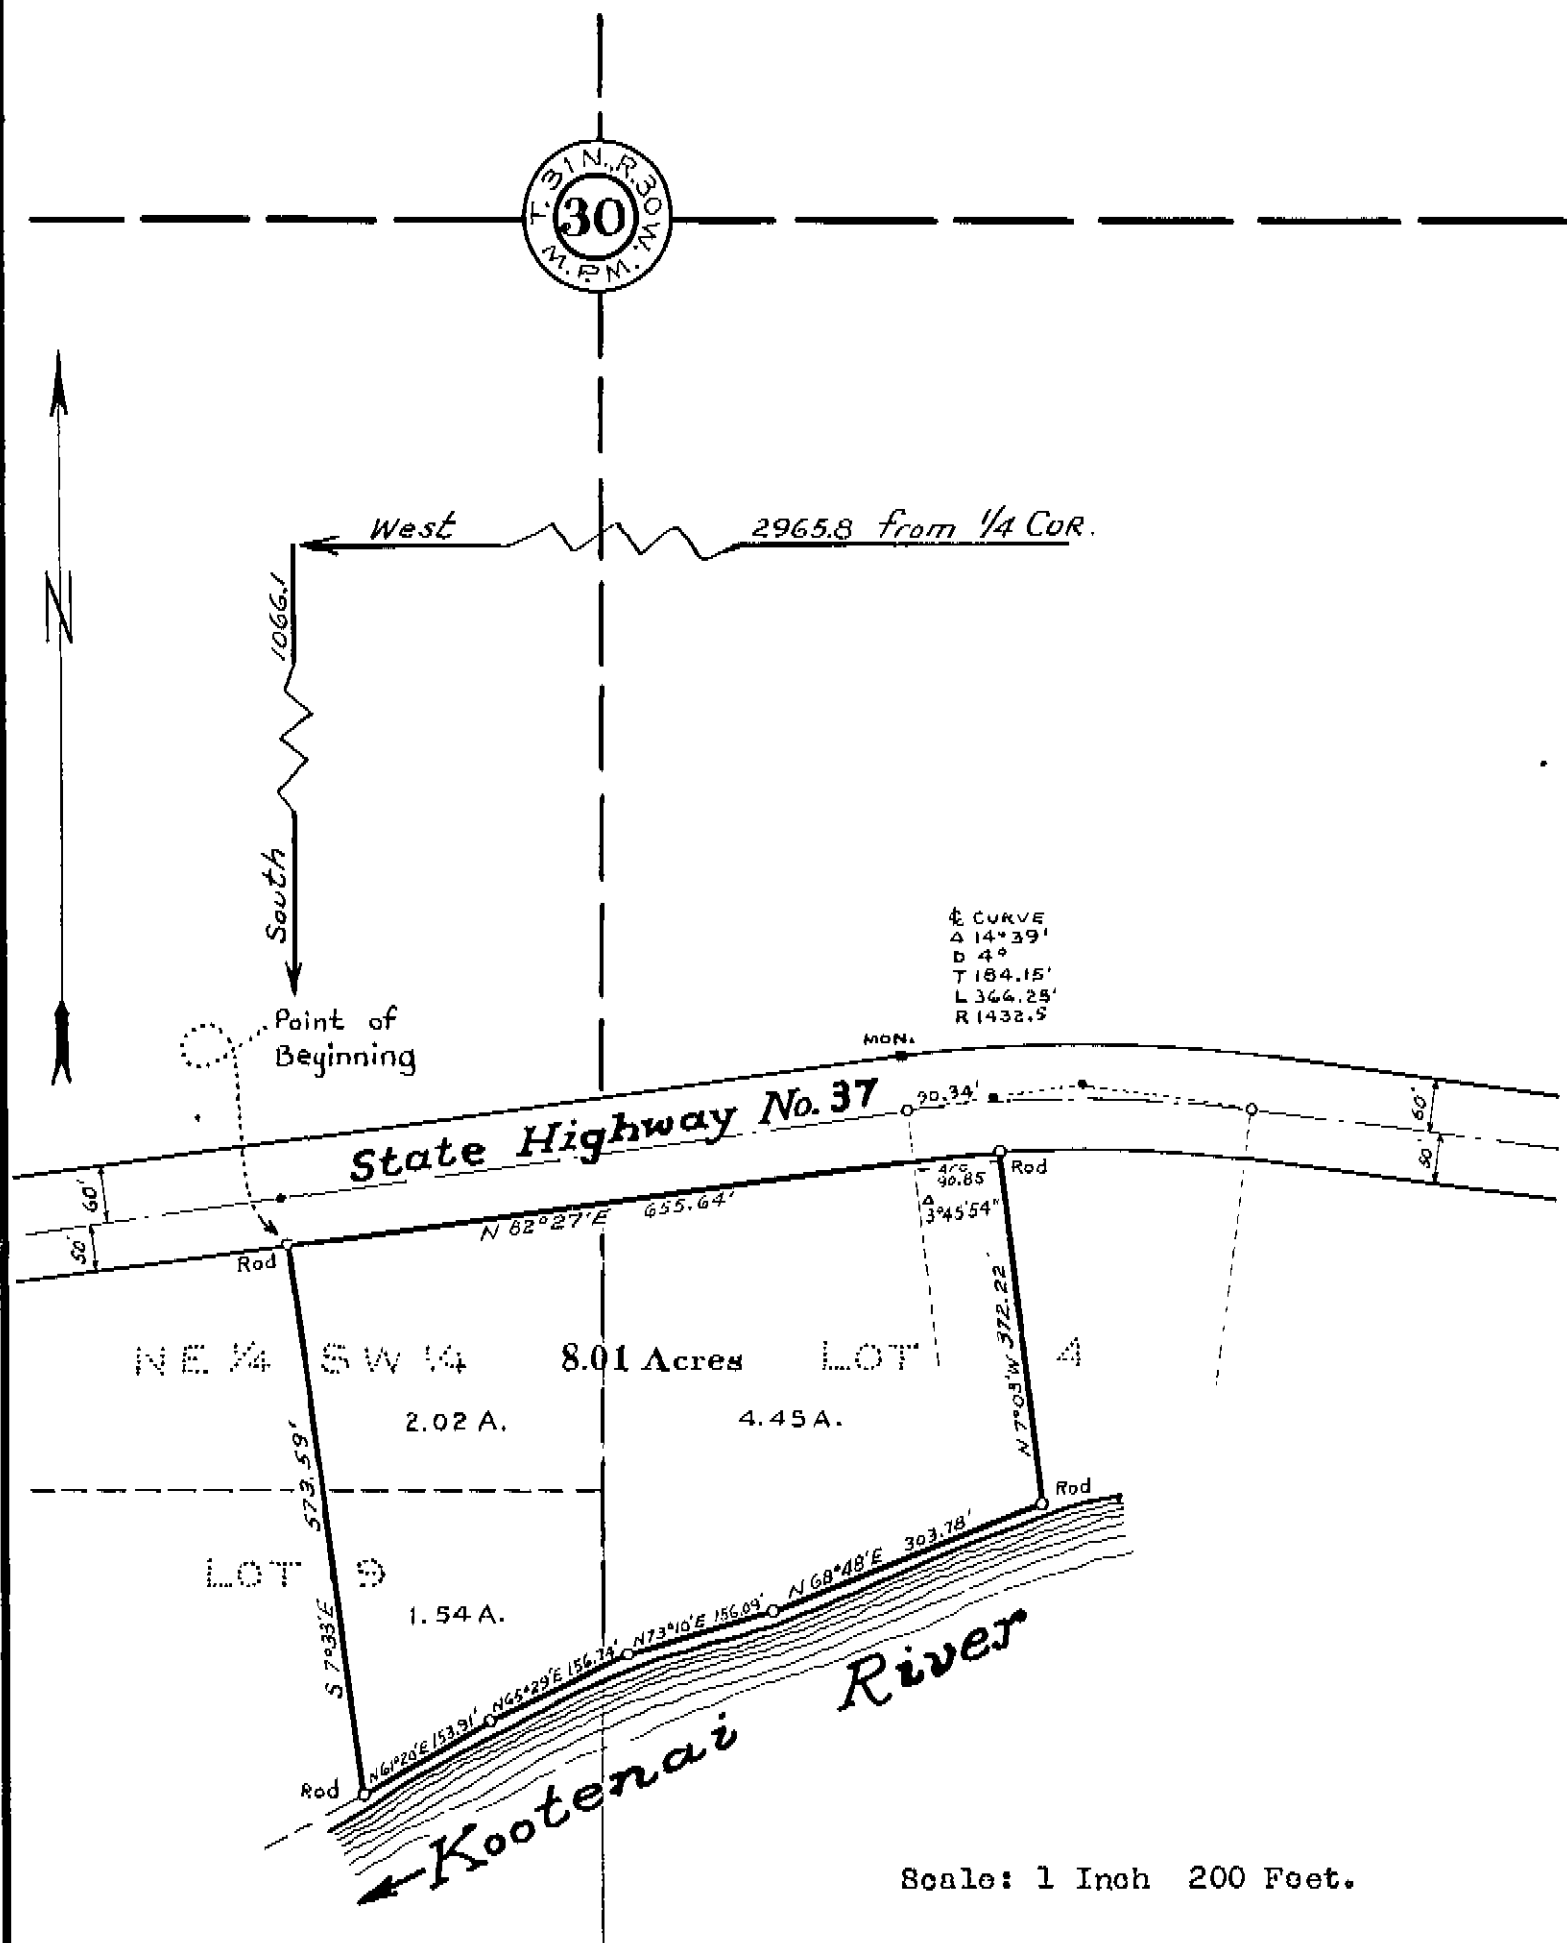 T. 31 N., R. 30 W.
30
M. P. M.
N
West
2965.8 from 1/4 COR.
1066.1
South
Point of
Beyinning
℄ CURVE
Δ 14°39'
D 4°
T 184.15'
L 366.25'
R 1432.5
MON.
State Highway No. 37
90.34'
60'
50'
60'
50'
Rod
N 82°27'E 655.64'
Arc
90.85
Δ
3°45'54"
Rod
N 7°03'W 372.22
NE 1/4 SW 1/4
8.01 Acres
LOT 4
2.02 A.
4.45 A.
S 7°33'E 573.59'
LOT 9
1.54 A.
Rod
N 68°48'E 303.78'
N 73°10'E 156.09'
N 65°29'E 156.74'
N 61°20'E 153.91'
Rod
Kootenai River
Scale: 1 Inch 200 Feet.